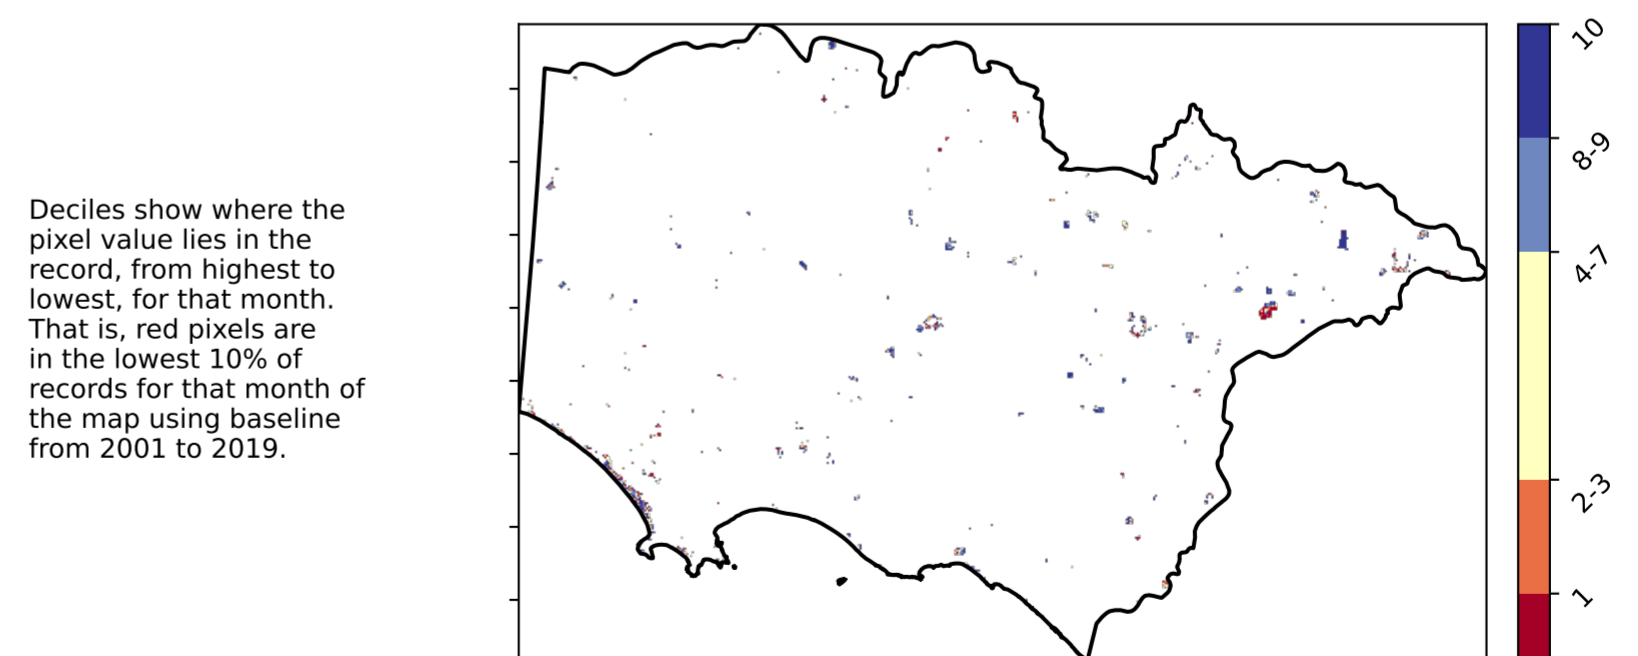 Deciles show where the
pixel value lies in the
record, from highest to
lowest, for that month.
That is, red pixels are
in the lowest 10% of
records for that month of
the map using baseline
from 2001 to 2019.
10
8-9
4-7
2-3
1